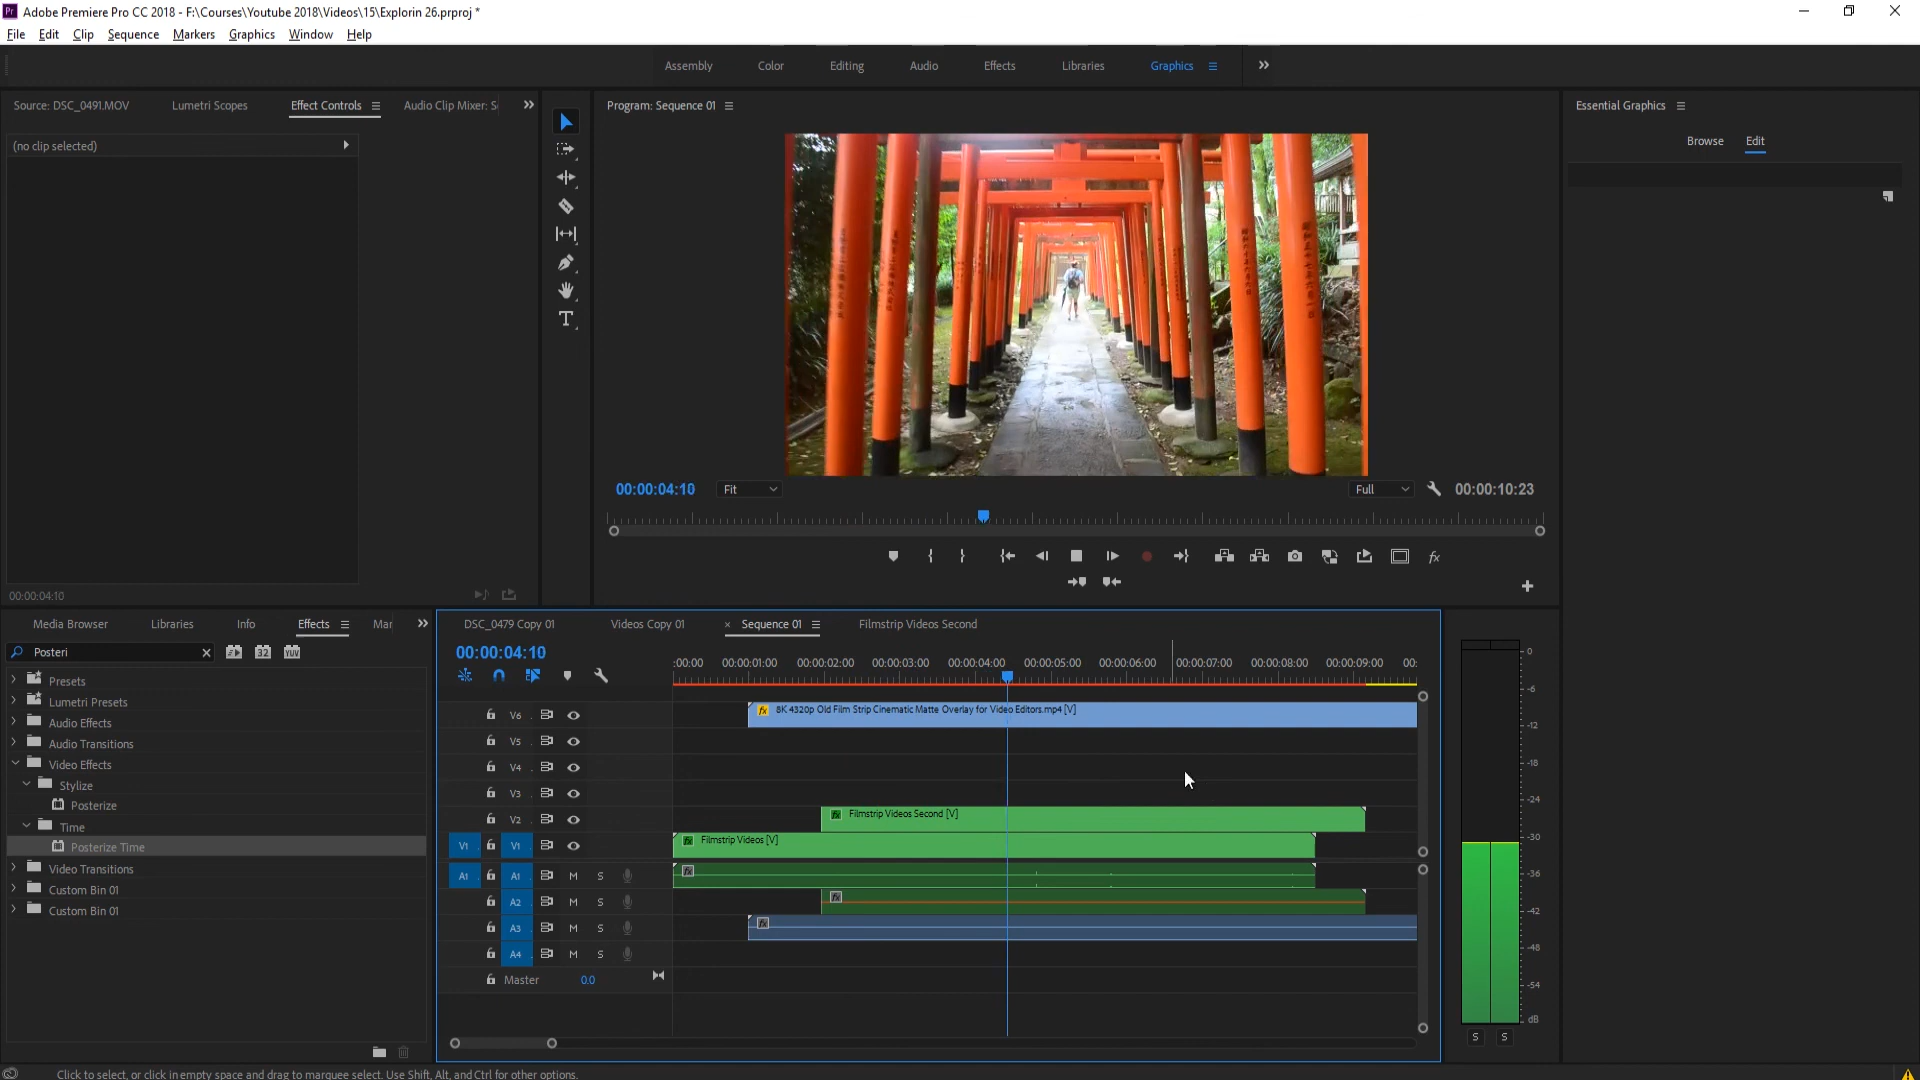 Pr Adobe Premiere Pro CC 2018 - F:\Courses\Youtube 2018\Videos\15\Explorin 26.prproj *
File Edit Clip Sequence Markers Graphics Window Help
Assembly Color Editing Audio Effects Libraries Graphics
Source: DSC_0491.MOV Lumetri Scopes Effect Controls Audio Clip Mixer: S
Program: Sequence 01
Essential Graphics
Browse Edit
(no clip selected)
00:00:04:10 Fit Full 00:00:10:23
00:00:04:10
Media Browser Libraries Info Effects Mar
DSC_0479 Copy 01 Videos Copy 01 × Sequence 01 Filmstrip Videos Second
Posteri
32 YUV
Presets
Lumetri Presets
Audio Effects
Audio Transitions
Video Effects
Stylize
Posterize
Time
Posterize Time
Video Transitions
Custom Bin 01
Custom Bin 01
00:00:04:10
:00:00 00:00:01:00 00:00:02:00 00:00:03:00 00:00:04:00 00:00:05:00 00:00:06:00 00:00:07:00 00:00:08:00 00:00:09:00 00:
V6 fx 8K 4320p Old Film Strip Cinematic Matte Overlay for Video Editors.mp4 [V]
V5
V4
V3
V2 fx Filmstrip Videos Second [V]
V1 V1 fx Filmstrip Videos [V]
A1 A1 M S fx
A2 M S fx
A3 M S fx
A4 M S
Master 0.0
0
-6
-12
-18
-24
-30
-36
-42
-48
-54
dB
S S
Click to select, or click in empty space and drag to marquee select. Use Shift, Alt, and Ctrl for other options.